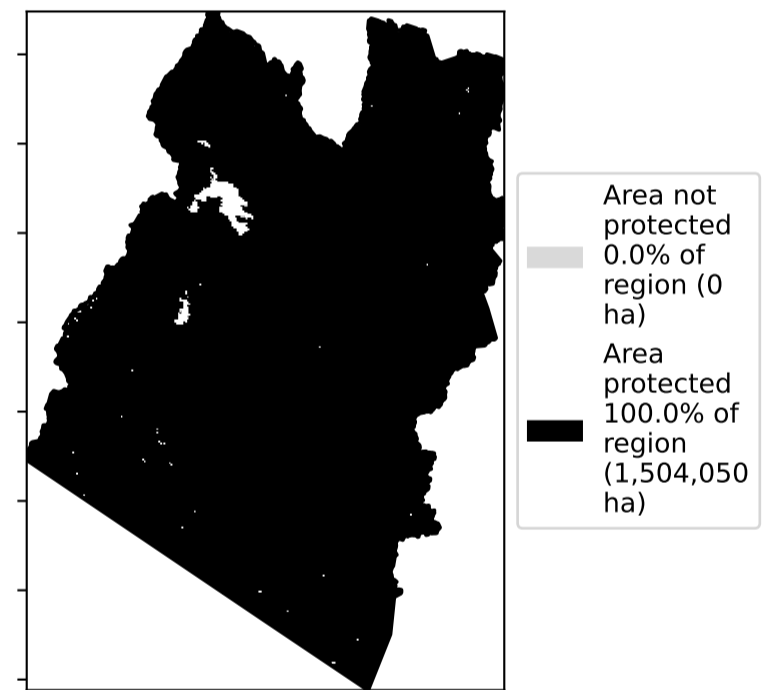 Area not
protected
0.0% of
region (0
ha)
Area
protected
100.0% of
region
(1,504,050
ha)